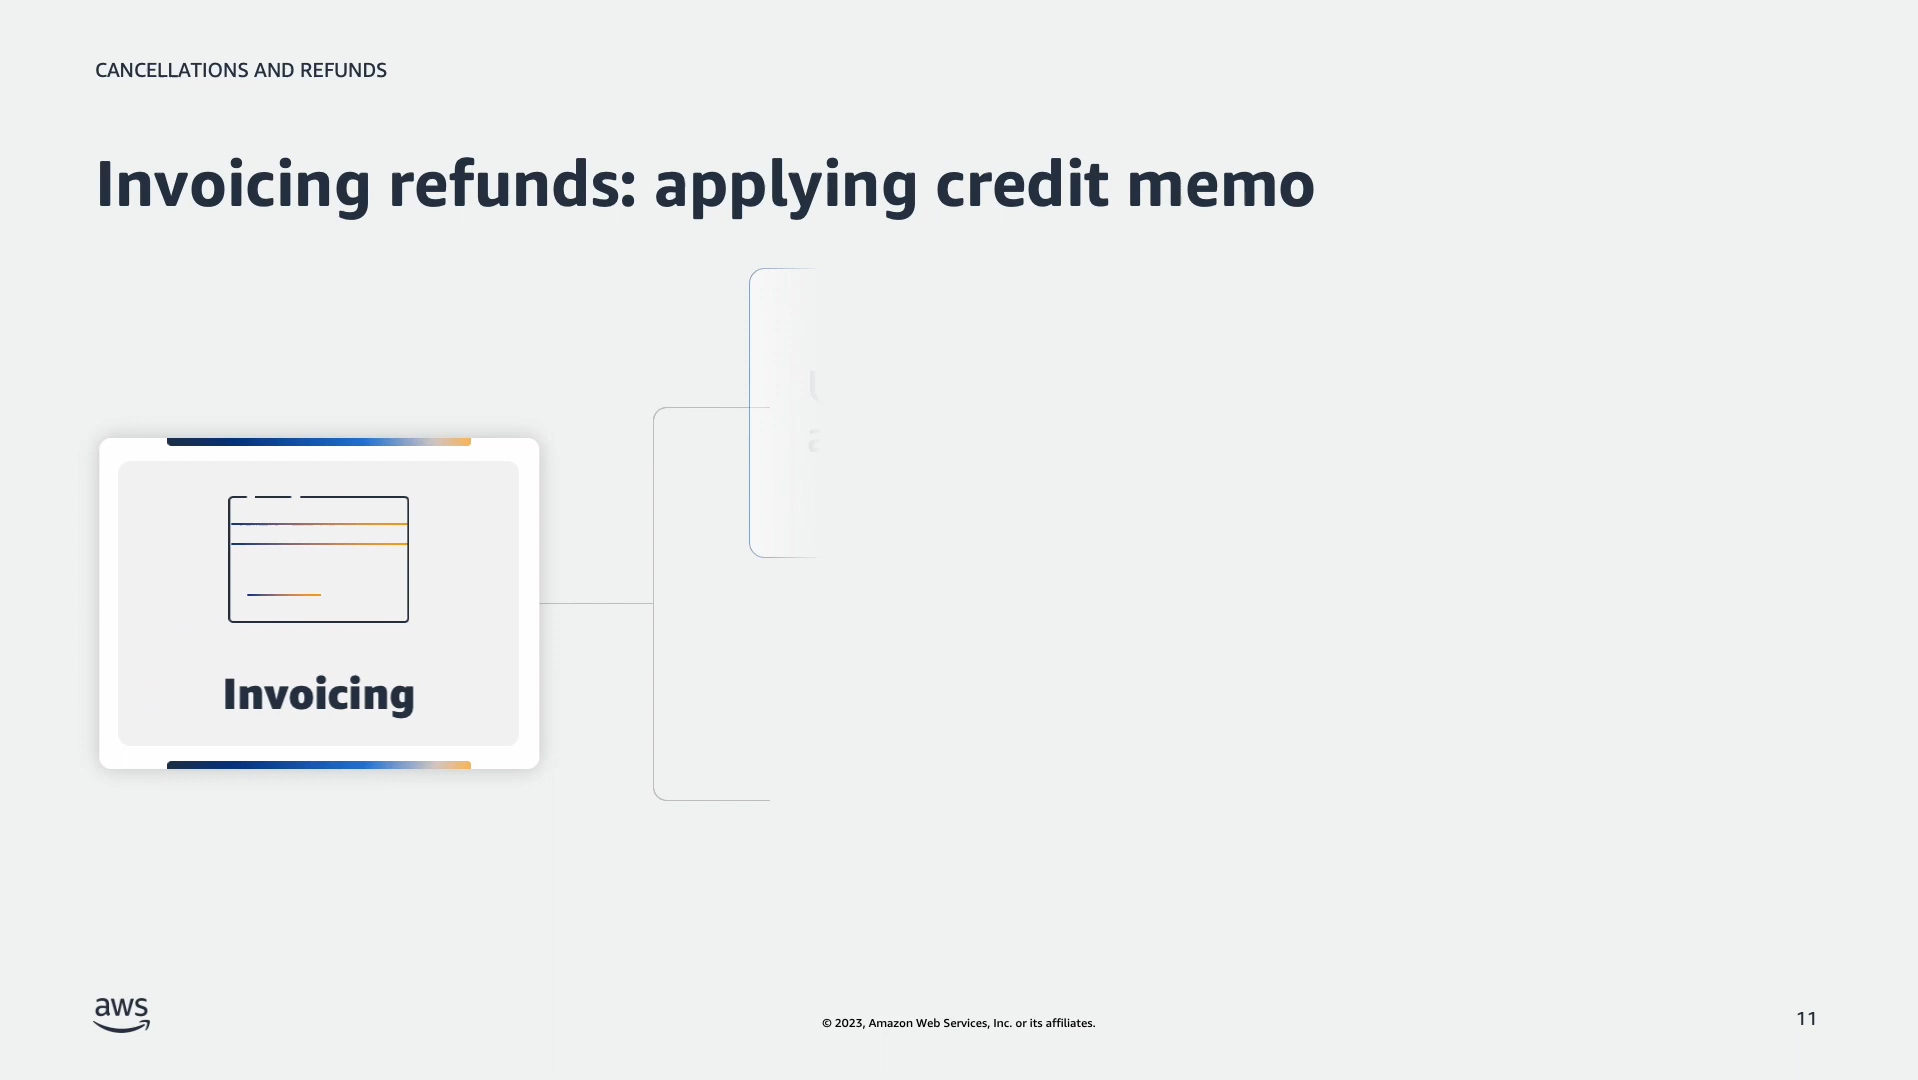 CANCELLATIONS AND REFUNDS
Invoicing refunds: applying credit memo
Invoicing
aws
© 2023, Amazon Web Services, Inc. or its affiliates.
11